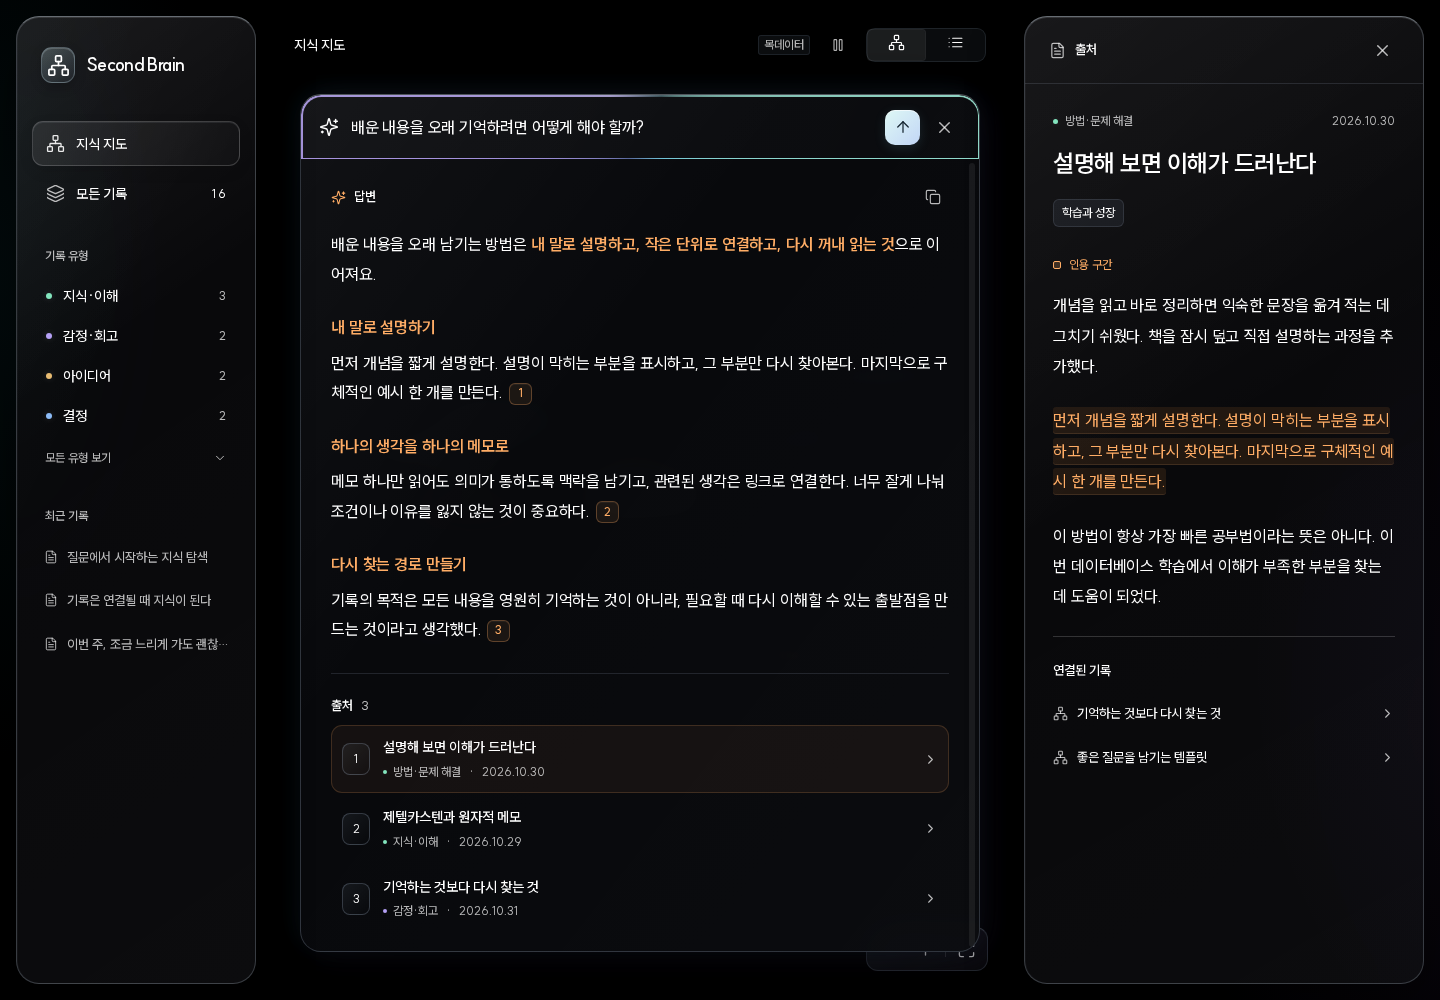 Second Brain
지식 지도
모든 기록 16
기록 유형
지식·이해 3
감정·회고 2
아이디어 2
결정 2
모든 유형 보기
최근 기록
질문에서 시작하는 지식 탐색
기록은 연결될 때 지식이 된다
이번 주, 조금 느리게 가도 괜찮…
지식 지도
목데이터
배운 내용을 오래 기억하려면 어떻게 해야 할까?
답변
배운 내용을 오래 남기는 방법은 내 말로 설명하고, 작은 단위로 연결하고, 다시 꺼내 읽는 것으로 이
어져요.
내 말로 설명하기
먼저 개념을 짧게 설명한다. 설명이 막히는 부분을 표시하고, 그 부분만 다시 찾아본다. 마지막으로 구
체적인 예시 한 개를 만든다. 1
하나의 생각을 하나의 메모로
메모 하나만 읽어도 의미가 통하도록 맥락을 남기고, 관련된 생각은 링크로 연결한다. 너무 잘게 나눠
조건이나 이유를 잃지 않는 것이 중요하다. 2
다시 찾는 경로 만들기
기록의 목적은 모든 내용을 영원히 기억하는 것이 아니라, 필요할 때 다시 이해할 수 있는 출발점을 만
드는 것이라고 생각했다. 3
출처 3
1 설명해 보면 이해가 드러난다
방법·문제 해결 · 2026.10.30
2 제텔카스텐과 원자적 메모
지식·이해 · 2026.10.29
3 기억하는 것보다 다시 찾는 것
감정·회고 · 2026.10.31
출처
방법·문제 해결 2026.10.30
설명해 보면 이해가 드러난다
학습과 성장
인용 구간
개념을 읽고 바로 정리하면 익숙한 문장을 옮겨 적는 데
그치기 쉬웠다. 책을 잠시 덮고 직접 설명하는 과정을 추
가했다.
먼저 개념을 짧게 설명한다. 설명이 막히는 부분을 표시
하고, 그 부분만 다시 찾아본다. 마지막으로 구체적인 예
시 한 개를 만든다.
이 방법이 항상 가장 빠른 공부법이라는 뜻은 아니다. 이
번 데이터베이스 학습에서 이해가 부족한 부분을 찾는
데 도움이 되었다.
연결된 기록
기억하는 것보다 다시 찾는 것
좋은 질문을 남기는 템플릿